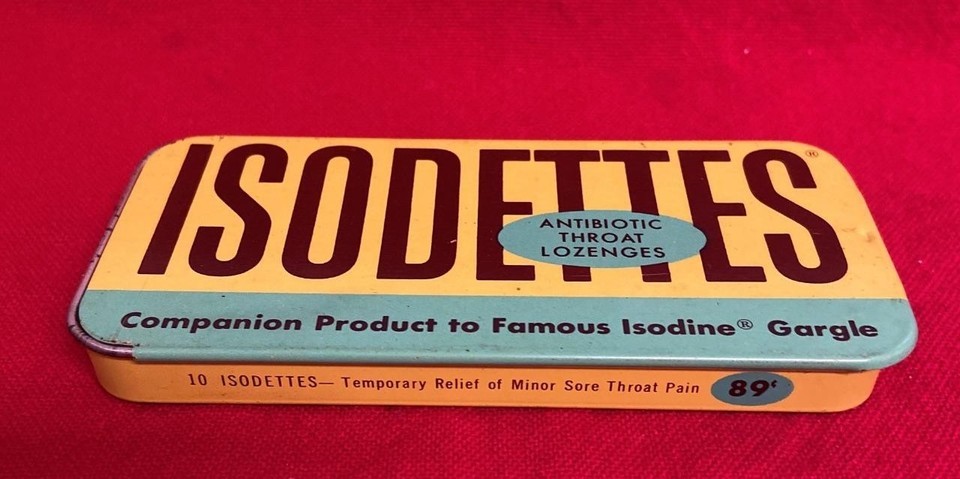 ISODETTES®
ANTIBIOTIC
THROAT
LOZENGES
Companion Product to Famous Isodine® Gargle
10 ISODETTES— Temporary Relief of Minor Sore Throat Pain 89¢